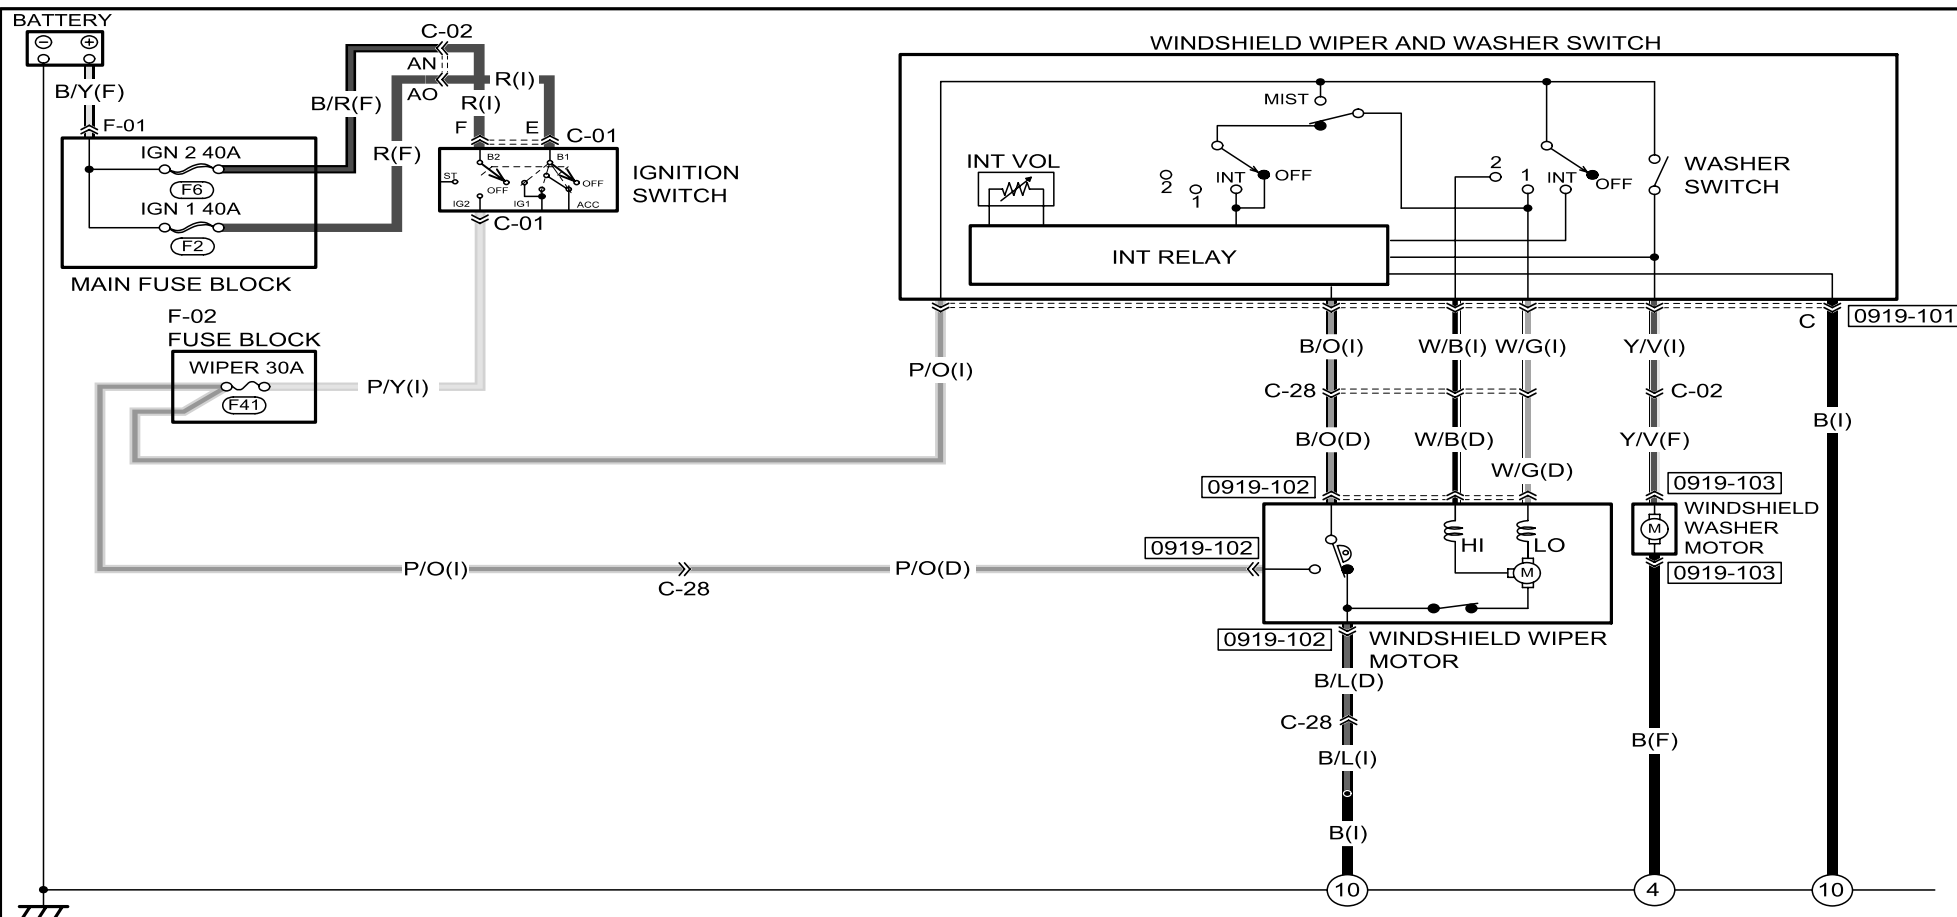 BATTERY
C-02
WINDSHIELD WIPER AND WASHER SWITCH
AN
R(I)
B/Y(F)
AO
B/R(F)
R(I)
MIST
F-01
F
E
C-01
IGN 2 40A
R(F)
B2
B1
IGNITION
SWITCH
INT VOL
2
WASHER
SWITCH
F6
ST
OFF
OFF
2
1
INT
OFF
1
INT
OFF
IGN 1 40A
IG2
IG1
ACC
C-01
F2
INT RELAY
MAIN FUSE BLOCK
F-02
FUSE BLOCK
C
0919-101
B/O(I)
W/B(I)
W/G(I)
Y/V(I)
WIPER 30A
P/O(I)
P/Y(I)
F41
C-28
C-02
B(I)
B/O(D)
W/B(D)
Y/V(F)
W/G(D)
0919-102
0919-103
WINDSHIELD
WASHER
MOTOR
M
HI
LO
0919-102
P/O(I)
P/O(D)
M
0919-103
C-28
0919-102
WINDSHIELD WIPER
MOTOR
B/L(D)
C-28
B(F)
B/L(I)
B(I)
10
4
10